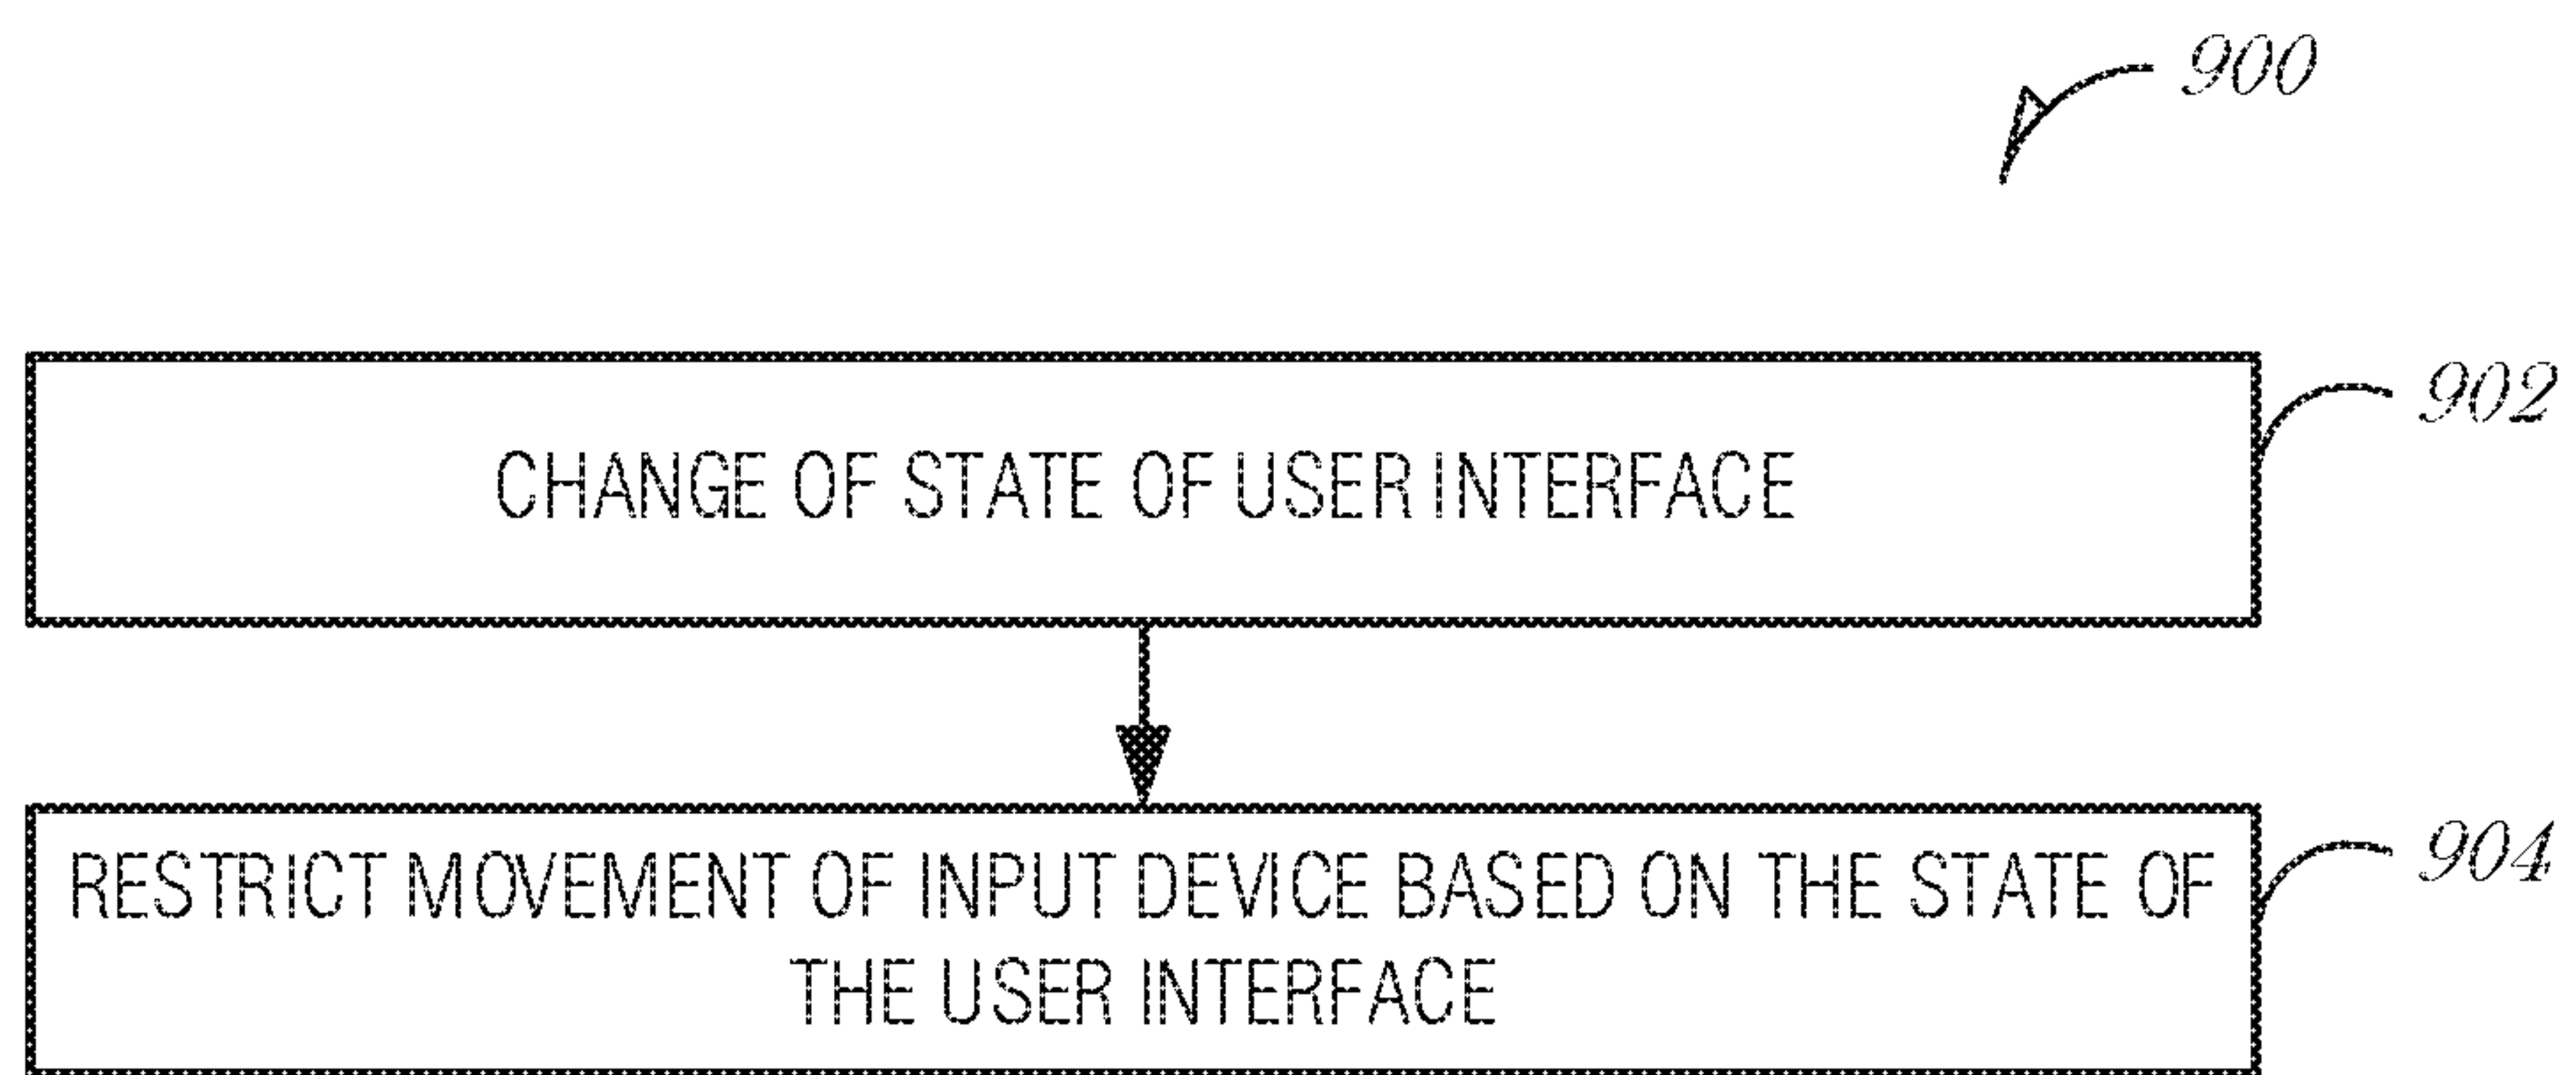 900
902
CHANGE OF STATE OF USER INTERFACE
904
RESTRICT MOVEMENT OF INPUT DEVICE BASED ON THE STATE OF
THE USER INTERFACE